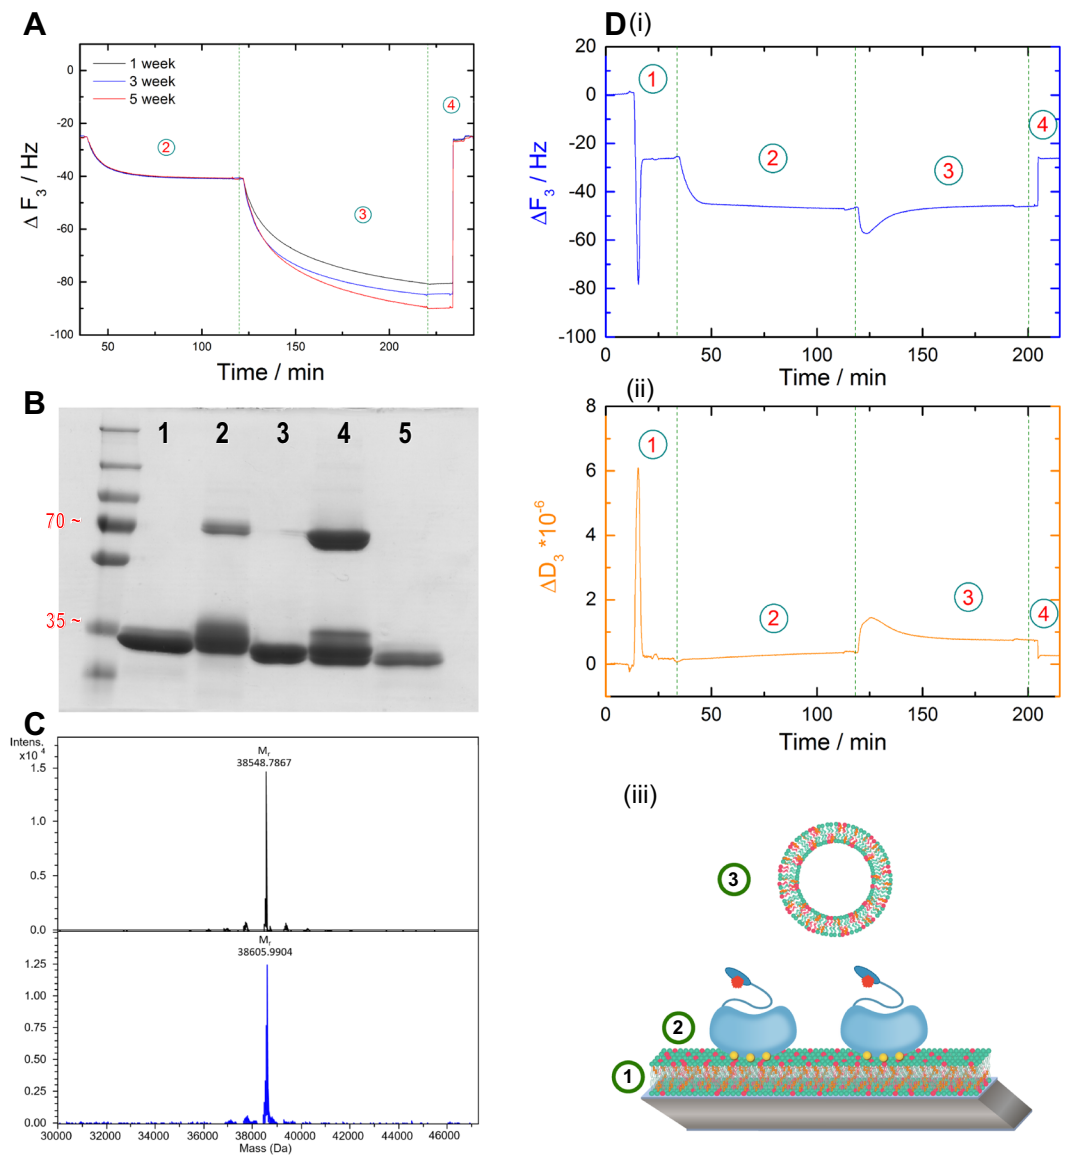 A
0
-20
-40
-60
-80
-100
50
100
150
200
Δ F3 / Hz
Time / min
1 week
3 week
5 week
2
3
4
B
1 2 3 4 5
70 ~
35 ~
C
Intens.
x10 4
Mr
38548.7867
1.5
1.0
0.5
0.0
Mr
38605.9904
1.25
1.00
0.75
0.50
0.25
0.00
30000 32000 34000 36000 38000 40000 42000 44000 46000
Mass (Da)
D (i)
20
0
-20
-40
-60
-80
-100
ΔF3 / Hz
1
2
3
4
0 50 100 150 200
Time / min
(ii)
8
6
4
2
0
ΔD3 *10-6
1
2
3
4
0 50 100 150 200
Time / min
(iii)
3
2
1